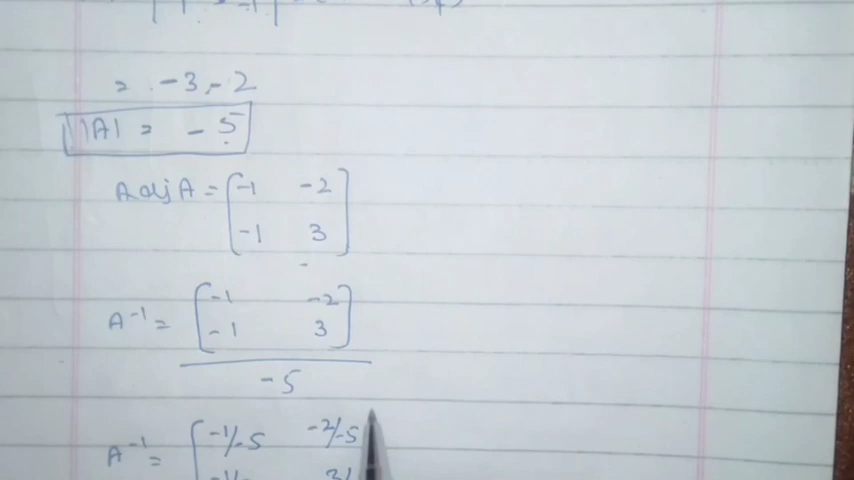 = -3 - 2
|A| = - 5
Adj A = [-1 -2
-1 3]
A⁻¹ = [-1 -2
-1 3]
-5
A⁻¹ = [-1/-5 -2/-5